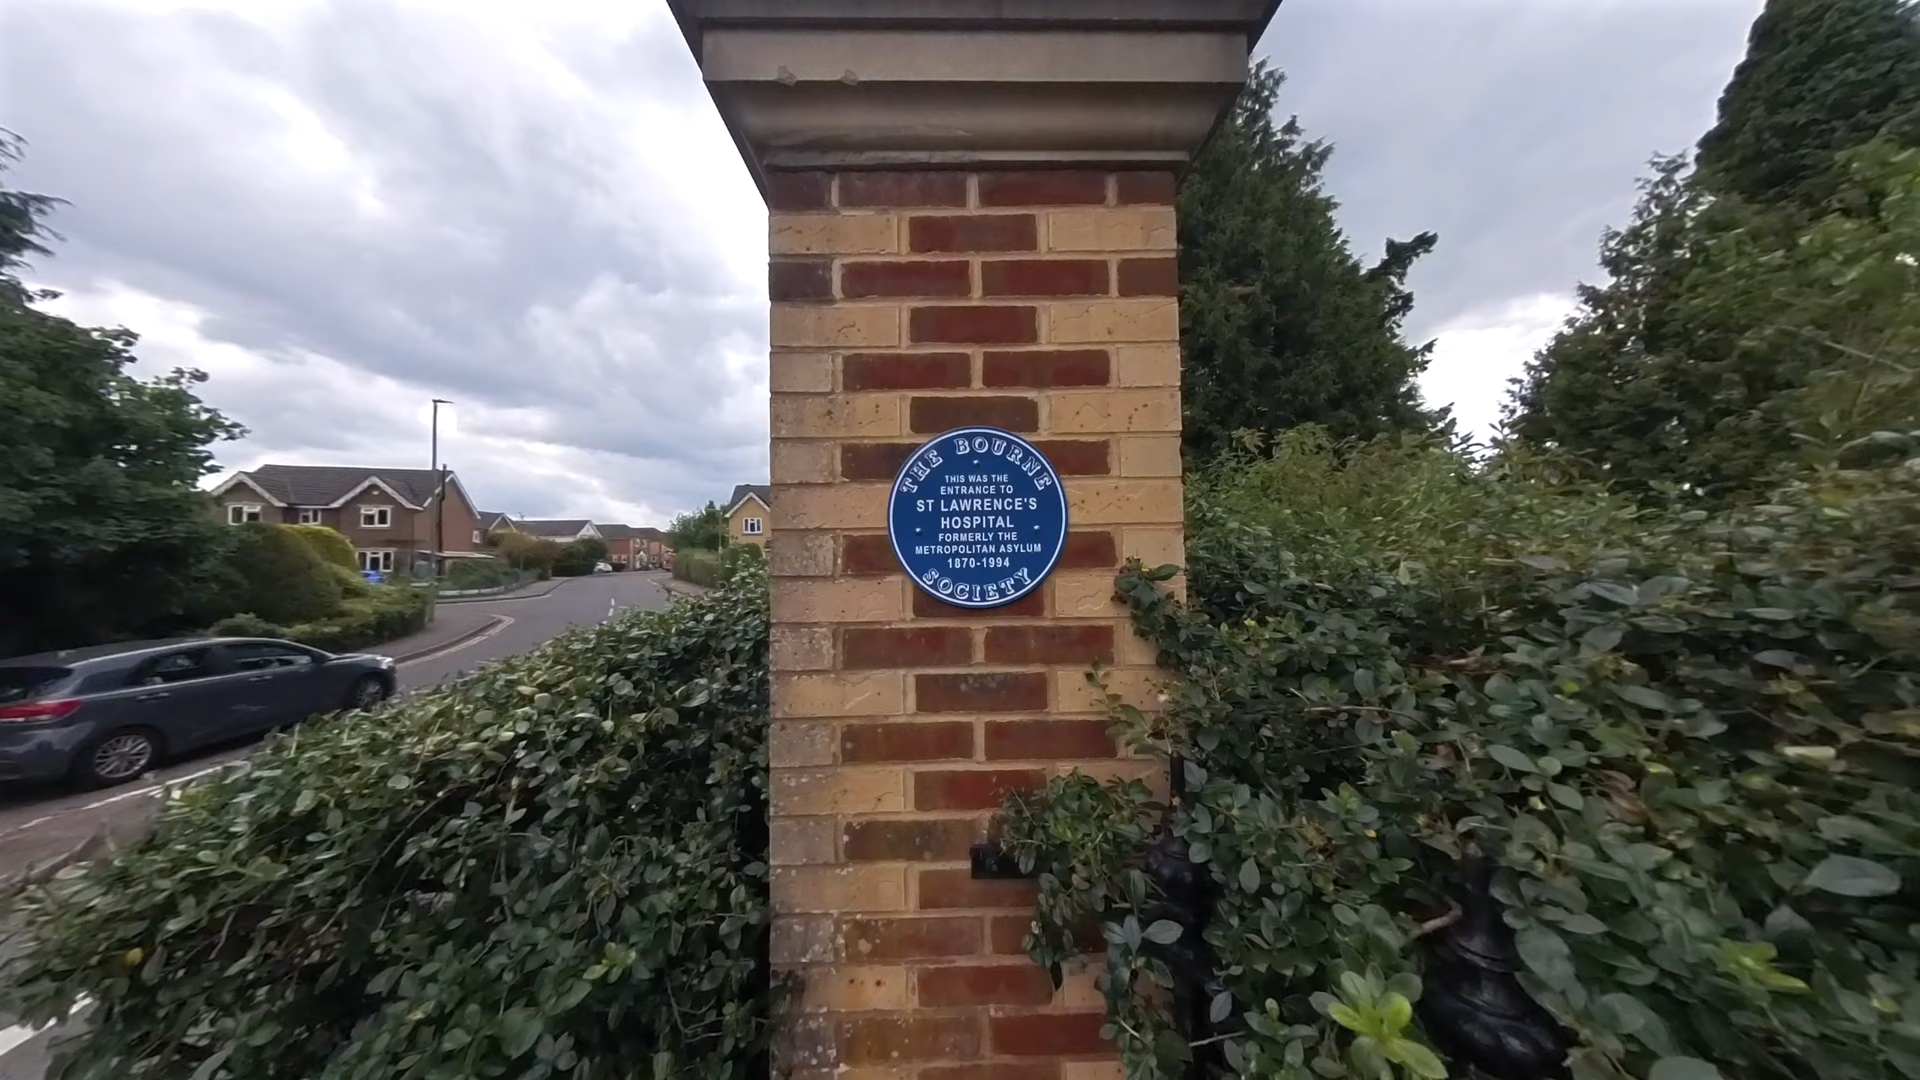 THE BOURNE
THIS WAS THE
ENTRANCE TO
ST LAWRENCE'S
HOSPITAL
FORMERLY THE
METROPOLITAN ASYLUM
1870-1994
SOCIETY